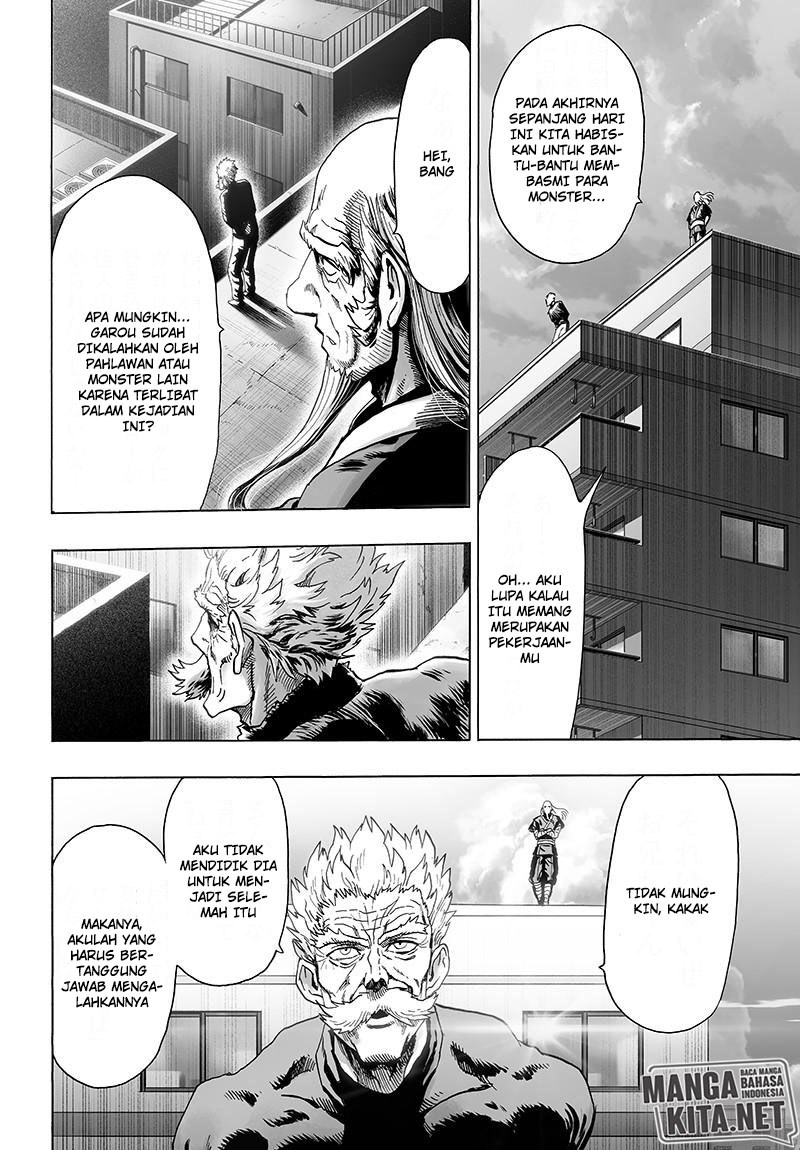 PADA AKHIRNYA
SEPANJANG HARI
INI KITA HABIS-
KAN UNTUK BAN-
TU-BANTU MEM-
BASMI PARA
MONSTER...
OH... AKU
LUPA KALAU
ITU MEMANG
MERUPAKAN
PEKERJAAN-
MU
HEI,
BANG
APA MUNGKIN...
GAROU SUDAH
DIKALAHKAN OLEH
PAHLAWAN ATAU
MONSTER LAIN
KARENA TERLIBAT
DALAM KEJADIAN
INI?
TIDAK MUNG-
KIN, KAKAK
AKU TIDAK
MENDIDIK DIA
UNTUK MEN-
JADI SELE-
MAH ITU
MAKANYA,
AKULAH YANG
HARUS BER-
TANGGUNG
JAWAB MENGA-
LAHKANNYA
MANGA
KITA.NET
BACA MANGA
BAHASA
INDONESIA